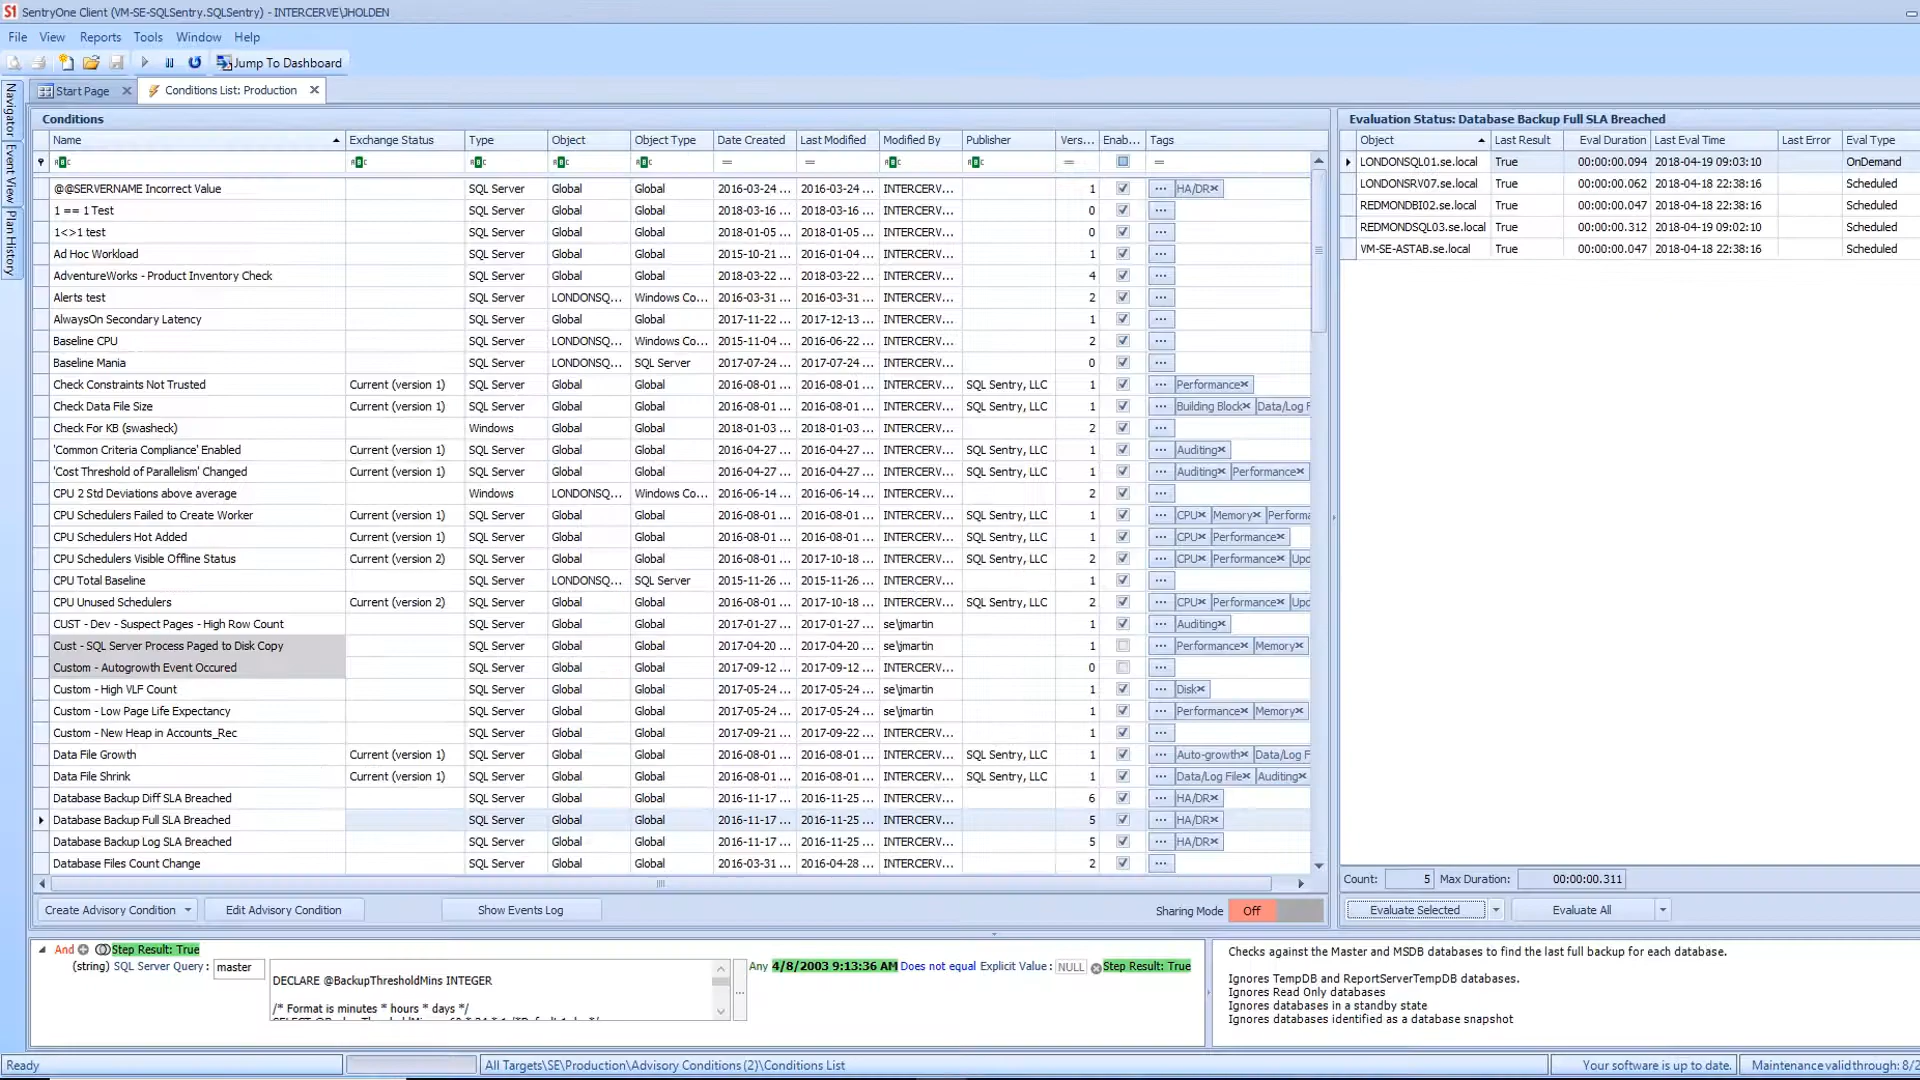 SentryOne Client (VM-SE-SQLSentry.SQLSentry) - INTERCERVE\JHOLDEN
File View Reports Tools Window Help
Jump To Dashboard
Navigator
Event View
Plan History
Start Page
Conditions List: Production
Conditions
Name Exchange Status Type Object Object Type Date Created Last Modified Modified By Publisher Vers... Enab... Tags
@@SERVERNAME Incorrect Value SQL Server Global Global 2016-03-24 ... 2016-03-24 ... INTERCERV... 1 ... HA/DR
1 == 1 Test SQL Server Global Global 2018-03-16 ... 2018-03-16 ... INTERCERV... 0 ...
1<>1 test SQL Server Global Global 2018-01-05 ... 2018-01-05 ... INTERCERV... 0 ...
Ad Hoc Workload SQL Server Global Global 2015-10-21 ... 2016-01-04 ... INTERCERV... 1 ...
AdventureWorks - Product Inventory Check SQL Server Global Global 2018-03-22 ... 2018-03-22 ... INTERCERV... 4 ...
Alerts test SQL Server LONDONSQ... Windows Co... 2016-03-31 ... 2016-03-31 ... INTERCERV... 2 ...
AlwaysOn Secondary Latency SQL Server Global Global 2017-11-22 ... 2017-12-13 ... INTERCERV... 1 ...
Baseline CPU SQL Server LONDONSQ... Windows Co... 2015-11-04 ... 2016-06-22 ... INTERCERV... 2 ...
Baseline Mania SQL Server LONDONSQ... SQL Server 2017-07-24 ... 2017-07-24 ... INTERCERV... 0 ...
Check Constraints Not Trusted Current (version 1) SQL Server Global Global 2016-08-01 ... 2016-08-01 ... INTERCERV... SQL Sentry, LLC 1 ... Performance
Check Data File Size Current (version 1) SQL Server Global Global 2016-08-01 ... 2016-08-01 ... INTERCERV... SQL Sentry, LLC 1 ... Building Block Data/Log F
Check For KB (swasheck) Windows Global Global 2018-01-03 ... 2018-01-03 ... INTERCERV... 2 ...
'Common Criteria Compliance' Enabled Current (version 1) SQL Server Global Global 2016-04-27 ... 2016-04-27 ... INTERCERV... SQL Sentry, LLC 1 ... Auditing
'Cost Threshold of Parallelism' Changed Current (version 1) SQL Server Global Global 2016-04-27 ... 2016-04-27 ... INTERCERV... SQL Sentry, LLC 1 ... Auditing Performance
CPU 2 Std Deviations above average Windows LONDONSQ... Windows Co... 2016-06-14 ... 2016-06-14 ... INTERCERV... 2 ...
CPU Schedulers Failed to Create Worker Current (version 1) SQL Server Global Global 2016-08-01 ... 2016-08-01 ... INTERCERV... SQL Sentry, LLC 1 ... CPU Memory Performa
CPU Schedulers Hot Added Current (version 1) SQL Server Global Global 2016-08-01 ... 2016-08-01 ... INTERCERV... SQL Sentry, LLC 1 ... CPU Performance
CPU Schedulers Visible Offline Status Current (version 2) SQL Server Global Global 2016-08-01 ... 2017-10-18 ... INTERCERV... SQL Sentry, LLC 2 ... CPU Performance Upd
CPU Total Baseline SQL Server LONDONSQ... SQL Server 2015-11-26 ... 2015-11-26 ... INTERCERV... 1 ...
CPU Unused Schedulers Current (version 2) SQL Server Global Global 2016-08-01 ... 2017-10-18 ... INTERCERV... SQL Sentry, LLC 2 ... CPU Performance Upd
CUST - Dev - Suspect Pages - High Row Count SQL Server Global Global 2017-01-27 ... 2017-01-27 ... se\jmartin 1 ... Auditing
Cust - SQL Server Process Paged to Disk Copy SQL Server Global Global 2017-04-20 ... 2017-04-20 ... se\jmartin 1 ... Performance Memory
Custom - Autogrowth Event Occured SQL Server Global Global 2017-09-12 ... 2017-09-12 ... INTERCERV... 0 ...
Custom - High VLF Count SQL Server Global Global 2017-05-24 ... 2017-05-24 ... se\jmartin 1 ... Disk
Custom - Low Page Life Expectancy SQL Server Global Global 2017-05-24 ... 2017-05-24 ... se\jmartin 1 ... Performance Memory
Custom - New Heap in Accounts_Rec SQL Server Global Global 2017-09-21 ... 2017-09-22 ... INTERCERV... 1 ...
Data File Growth Current (version 1) SQL Server Global Global 2016-08-01 ... 2016-08-01 ... INTERCERV... SQL Sentry, LLC 1 ... Auto-growth Data/Log F
Data File Shrink Current (version 1) SQL Server Global Global 2016-08-01 ... 2016-08-01 ... INTERCERV... SQL Sentry, LLC 1 ... Data/Log File Auditing
Database Backup Diff SLA Breached SQL Server Global Global 2016-11-17 ... 2016-11-25 ... INTERCERV... 6 ... HA/DR
Database Backup Full SLA Breached SQL Server Global Global 2016-11-17 ... 2016-11-25 ... INTERCERV... 5 ... HA/DR
Database Backup Log SLA Breached SQL Server Global Global 2016-11-17 ... 2016-11-25 ... INTERCERV... 5 ... HA/DR
Database Files Count Change SQL Server Global Global 2016-03-31 ... 2016-04-28 ... INTERCERV... 2 ...
Create Advisory Condition Edit Advisory Condition Show Events Log Sharing Mode Off
Evaluation Status: Database Backup Full SLA Breached
Object Last Result Eval Duration Last Eval Time Last Error Eval Type
LONDONSQL01.se.local True 00:00:00.094 2018-04-19 09:03:10 OnDemand
LONDONSRV07.se.local True 00:00:00.062 2018-04-18 22:38:16 Scheduled
REDMONDBI02.se.local True 00:00:00.047 2018-04-18 22:38:16 Scheduled
REDMONDSQL03.se.local True 00:00:00.312 2018-04-19 09:02:10 Scheduled
VM-SE-ASTAB.se.local True 00:00:00.047 2018-04-18 22:38:16 Scheduled
Count: 5 Max Duration: 00:00:00.311
Evaluate Selected Evaluate All
And Step Result: True
(string) SQL Server Query: master
DECLARE @BackupThresholdMins INTEGER
/* Format is minutes * hours * days */
Any 4/8/2003 9:13:36 AM Does not equal Explicit Value: NULL Step Result: True
Checks against the Master and MSDB databases to find the last full backup for each database.
Ignores TempDB and ReportServerTempDB databases.
Ignores Read Only databases
Ignores databases in a standby state
Ignores databases identified as a database snapshot
Ready All Targets\SE\Production\Advisory Conditions (2)\Conditions List Your software is up to date. Maintenance valid through: 8/2